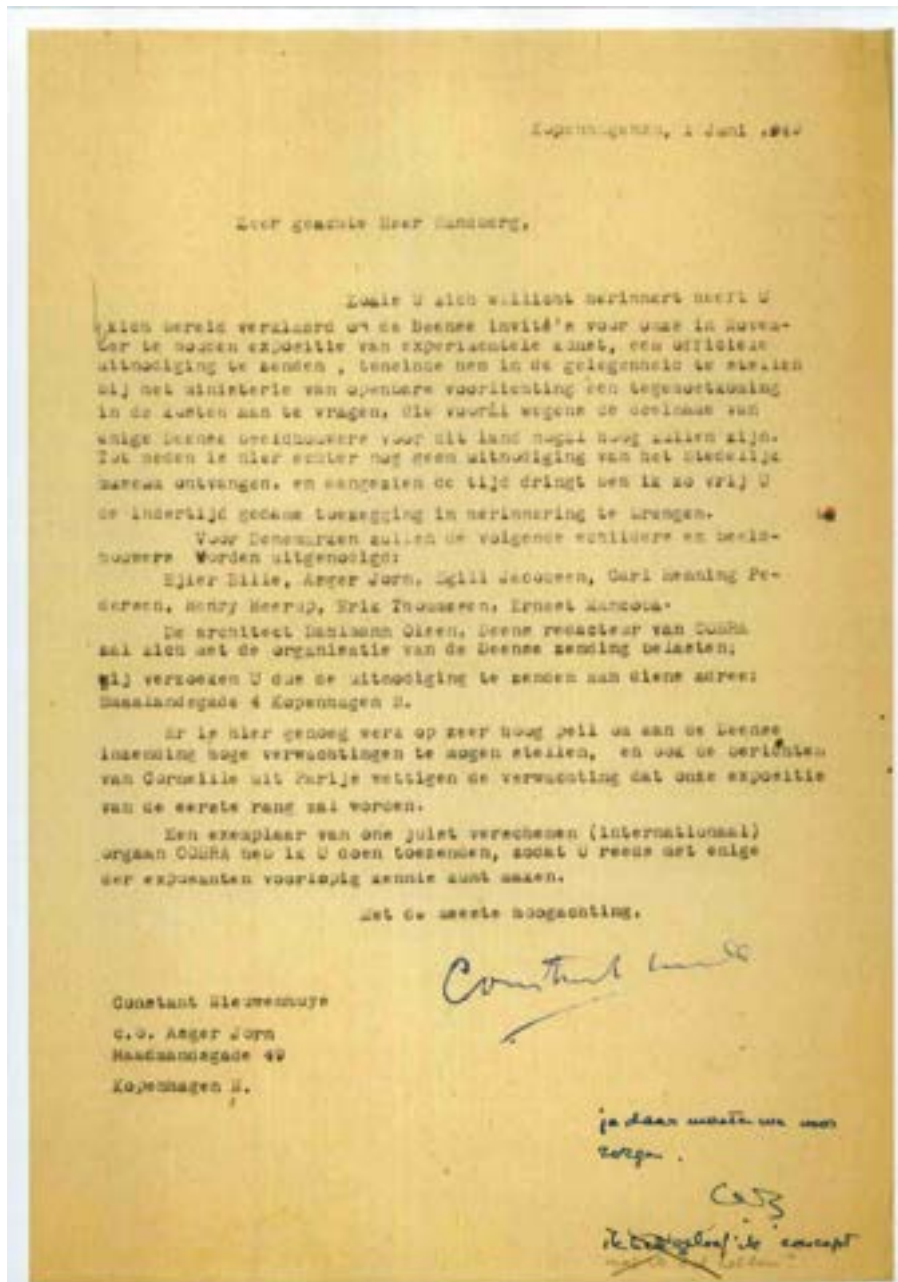 Kopenhagen, 1 Juni
Zeer geachte Heer Sandberg,
Zoals U zich wellicht herinnert heeft U
zich bereid verklaard om de Deense invité's voor onze in Novem-
ber te houden expositie van experimentele kunst, een officiele
uitnodiging te zenden , teneinde hen in de gelegenheid te stellen
bij het ministerie van openbare voorlichting een tegemoetkoming
in de kosten aan te vragen, die vooral wegens de deelname van
enige Deense beeldhouwers voor dit land nogal hoog zullen zijn.
Tot heden is hier echter nog geen uitnodiging van het Stedelijk
museum ontvangen, en aangezien de tijd dringt ben ik zo vrij U
de indertijd gedane toezegging in herinnering te brengen.
Voor Denemarken zullen de volgende schilders en beeld-
houwers worden uitgenodigd:
Ejler Bille, Asger Jorn, Egill Jacobsen, Carl Henning Pe-
dersen, Henry Heerup, Erik Thommesen, Ernest Mancoba.
De architect Dahlmann Olsen, Deens redacteur van COBRA
zal zich met de organisatie van de Deense zending belasten;
wij verzoeken U dus de uitnodiging te zenden aan diens adres:
4 Kopenhagen N.
Er is hier genoeg werk op zeer hoog peil om aan de Deense
inzending hoge verwachtingen te mogen stellen, en ook de berichten
van Corneille uit Parijs wettigen de verwachting dat onze expositie
van de eerste rang zal worden.
Een exemplaar van ons juist verschenen (internationaal)
orgaan COBRA heb ik U doen toezenden, zodat U reeds met enige
der exposanten voorlopig kennis kunt maken.
Met de meeste hoogachting,
Constant
Constant Nieuwenhuys
c.o. Asger Jorn
49
Kopenhagen N.
ja daar moeten we voor
zorgen .
ik concept